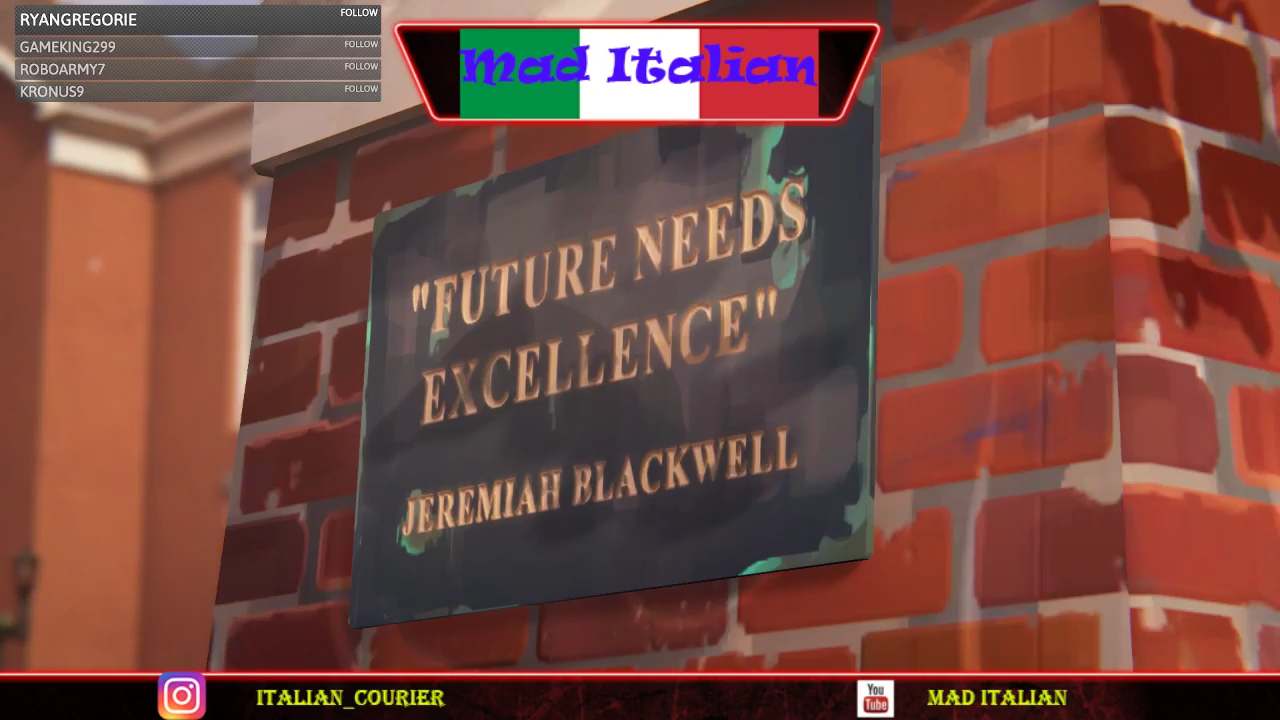 RYANGREGORIE FOLLOW
GAMEKING299 FOLLOW
ROBOARMY7 FOLLOW
KRONUS9 FOLLOW
Mad Italian
"FUTURE NEEDS
EXCELLENCE"
JEREMIAH BLACKWELL
ITALIAN_COURIER
You
Tube
MAD ITALIAN